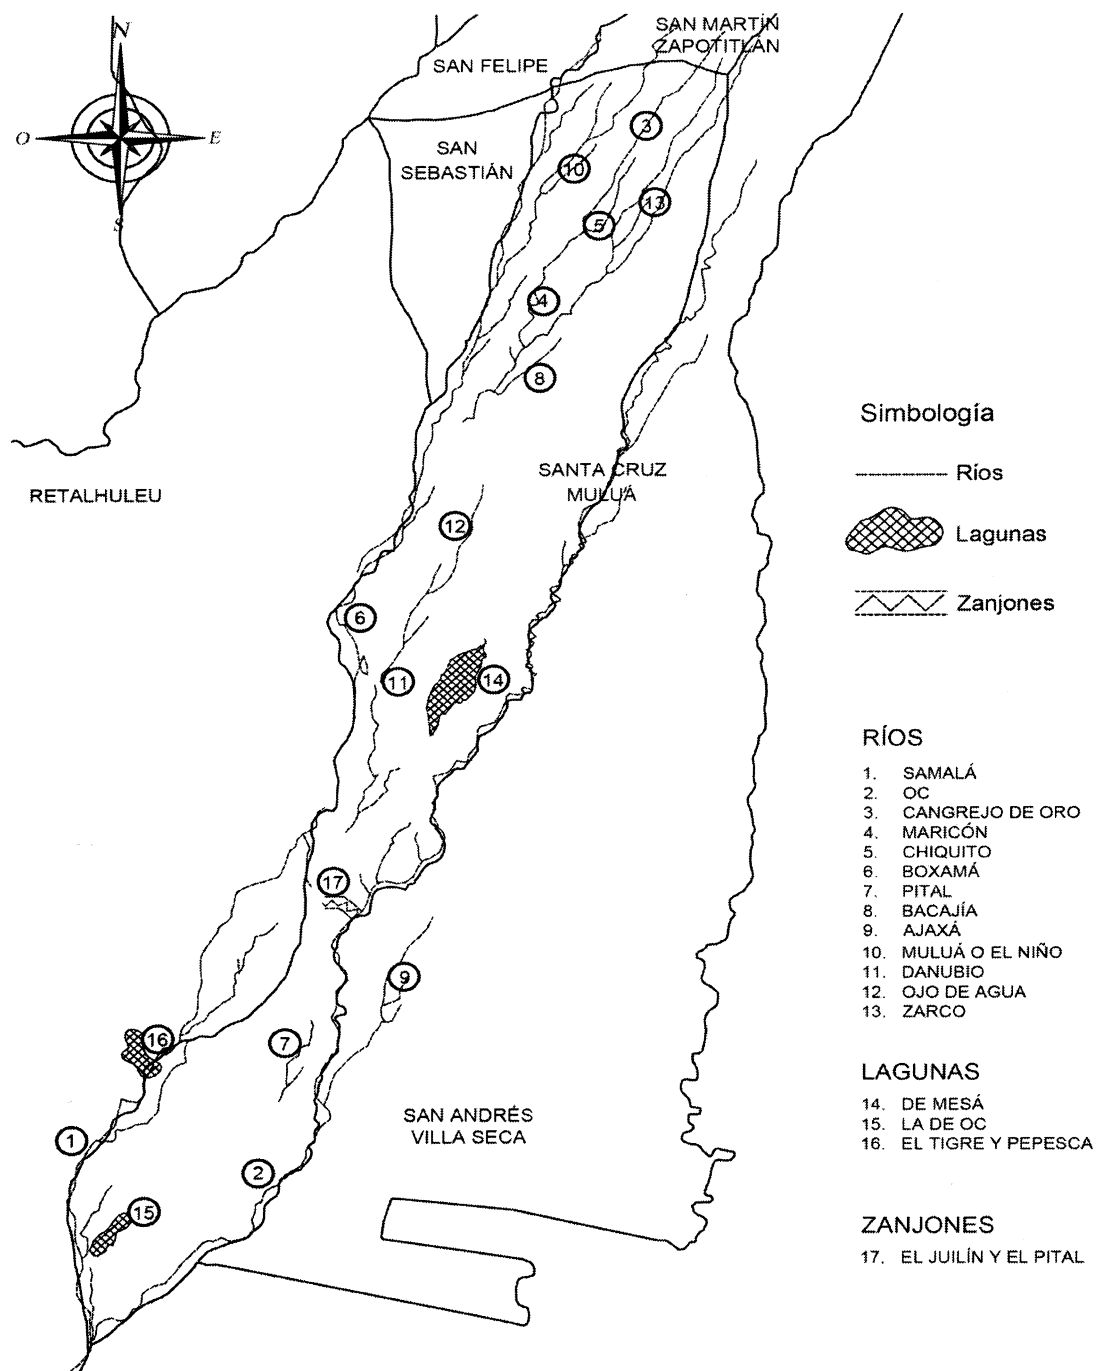 N
O
E
S
SAN MARTÍN
ZAPOTITLÁN
SAN FELIPE
SAN
SEBASTIÁN
3
10
13
5
4
8
RETALHULEU
SANTA CRUZ
MULUÁ
12
6
11
14
17
9
16
7
1
2
15
SAN ANDRÉS
VILLA SECA
Simbología
Ríos
Lagunas
Zanjones
RÍOS
1. SAMALÁ
2. OC
3. CANGREJO DE ORO
4. MARICÓN
5. CHIQUITO
6. BOXAMÁ
7. PITAL
8. BACAJÍA
9. AJAXÁ
10. MULUÁ O EL NIÑO
11. DANUBIO
12. OJO DE AGUA
13. ZARCO
LAGUNAS
14. DE MESÁ
15. LA DE OC
16. EL TIGRE Y PEPESCA
ZANJONES
17. EL JUILÍN Y EL PITAL